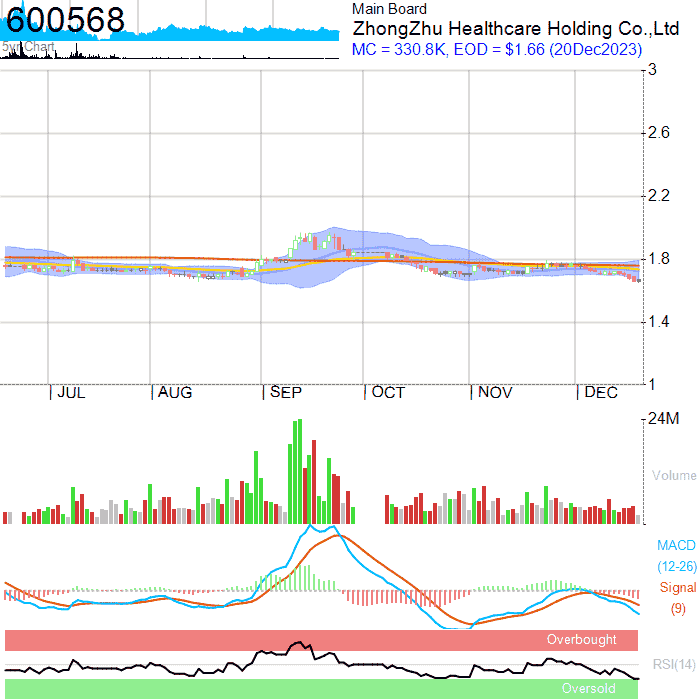 600568
5yr Chart
Main Board
ZhongZhu Healthcare Holding Co.,Ltd
MC = 330.8K, EOD = $1.66 (20Dec2023)
3
2.6
2.2
1.8
1.4
1
JUL AUG SEP OCT NOV DEC
24M
Volume
MACD
(12-26)
Signal
(9)
Overbought
RSI(14)
Oversold